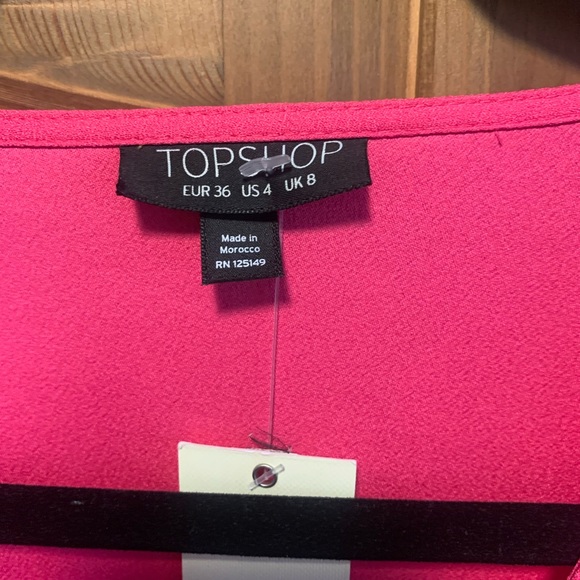 TOPSHOP
EUR 36 US 4 UK 8
Made in
Morocco
RN 125149